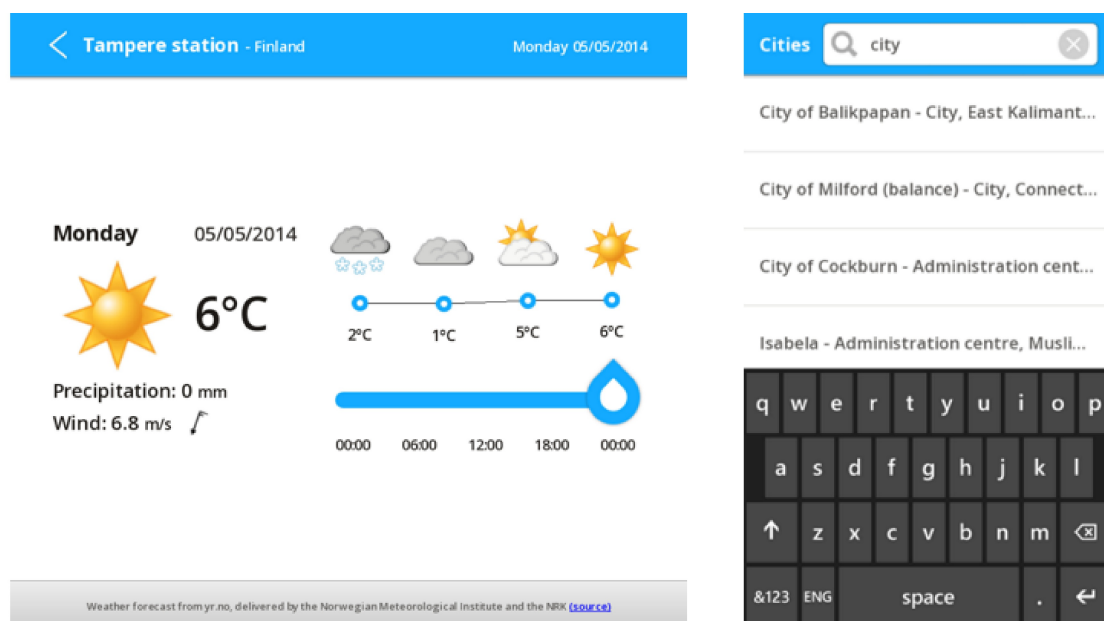 Tampere station - Finland
Monday 05/05/2014
Monday 05/05/2014
6°C
Precipitation: 0 mm
Wind: 6.8 m/s
2°C 1°C 5°C 6°C
00:00 06:00 12:00 18:00 00:00
Weather forecast from yr.no, delivered by the Norwegian Meteorological Institute and the NRK (source)
Cities city
City of Balikpapan - City, East Kalimant...
City of Milford (balance) - City, Connect...
City of Cockburn - Administration cent...
Isabela - Administration centre, Musli...
q w e r t y u i o p
a s d f g h j k l
z x c v b n m
&123 ENG space .